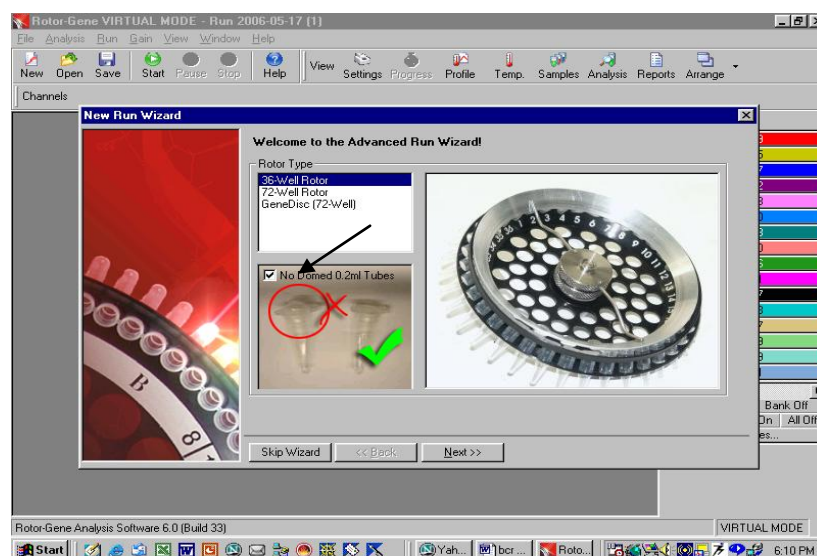 Rotor-Gene VIRTUAL MODE - Run 2006-05-17 (1)
File Analysis Run Gain View Window Help
New Open Save Start Pause Stop Help View Settings Progress Profile Temp. Samples Analysis Reports Arrange
Channels
New Run Wizard
Welcome to the Advanced Run Wizard!
Rotor Type
36-Well Rotor
72-Well Rotor
GeneDisc (72-Well)
No Domed 0.2ml Tubes
Bank Off
On All Off
es...
Skip Wizard << Back Next >>
Rotor-Gene Analysis Software 6.0 (Build 33) VIRTUAL MODE
Start Yah... bcr ... Roto... 6:10 PM